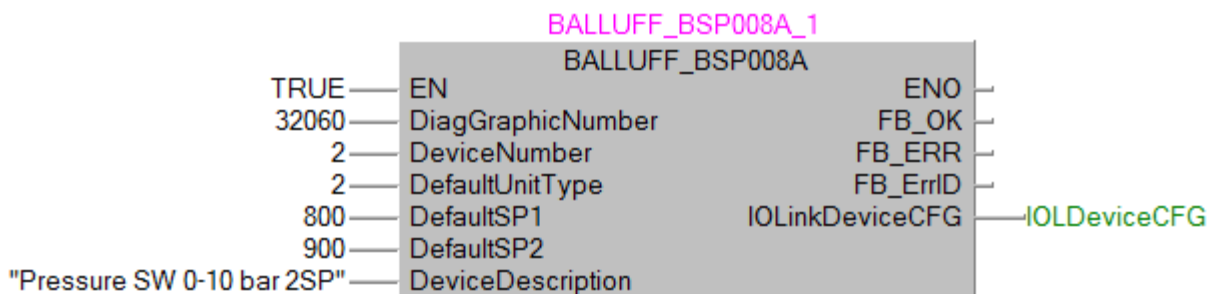 BALLUFF_BSP008A_1
BALLUFF_BSP008A
TRUE EN ENO
32060 DiagGraphicNumber FB_OK
2 DeviceNumber FB_ERR
2 DefaultUnitType FB_ErrID
800 DefaultSP1 IOLinkDeviceCFG IOLDeviceCFG
900 DefaultSP2
"Pressure SW 0-10 bar 2SP" DeviceDescription